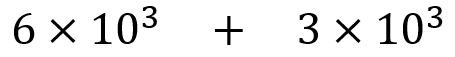 6 × 10³ + 3 × 10³